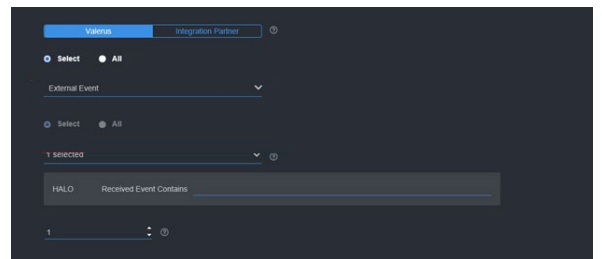 Valerus Integration Partner
Select All
External Event
Select All
1 selected
HALO Received Event Contains
1